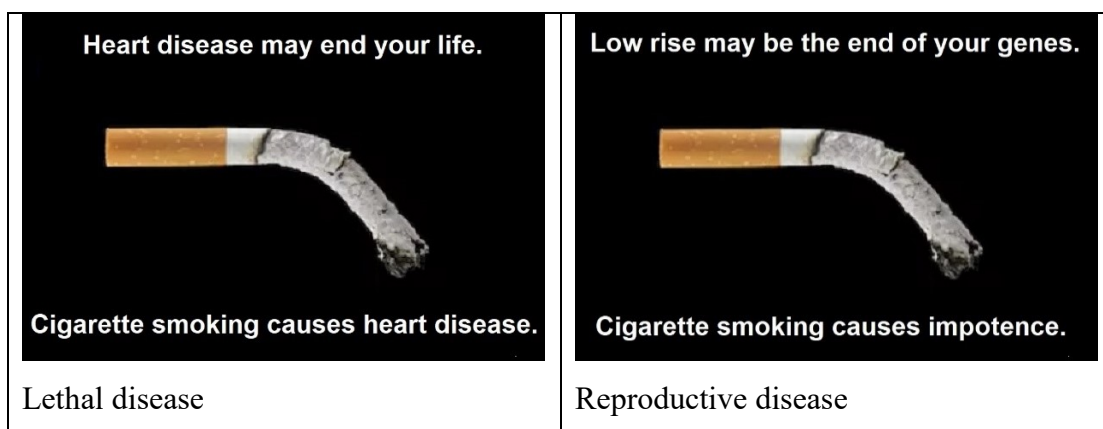 Heart disease may end your life.
Cigarette smoking causes heart disease.
Lethal disease
Low rise may be the end of your genes.
Cigarette smoking causes impotence.
Reproductive disease